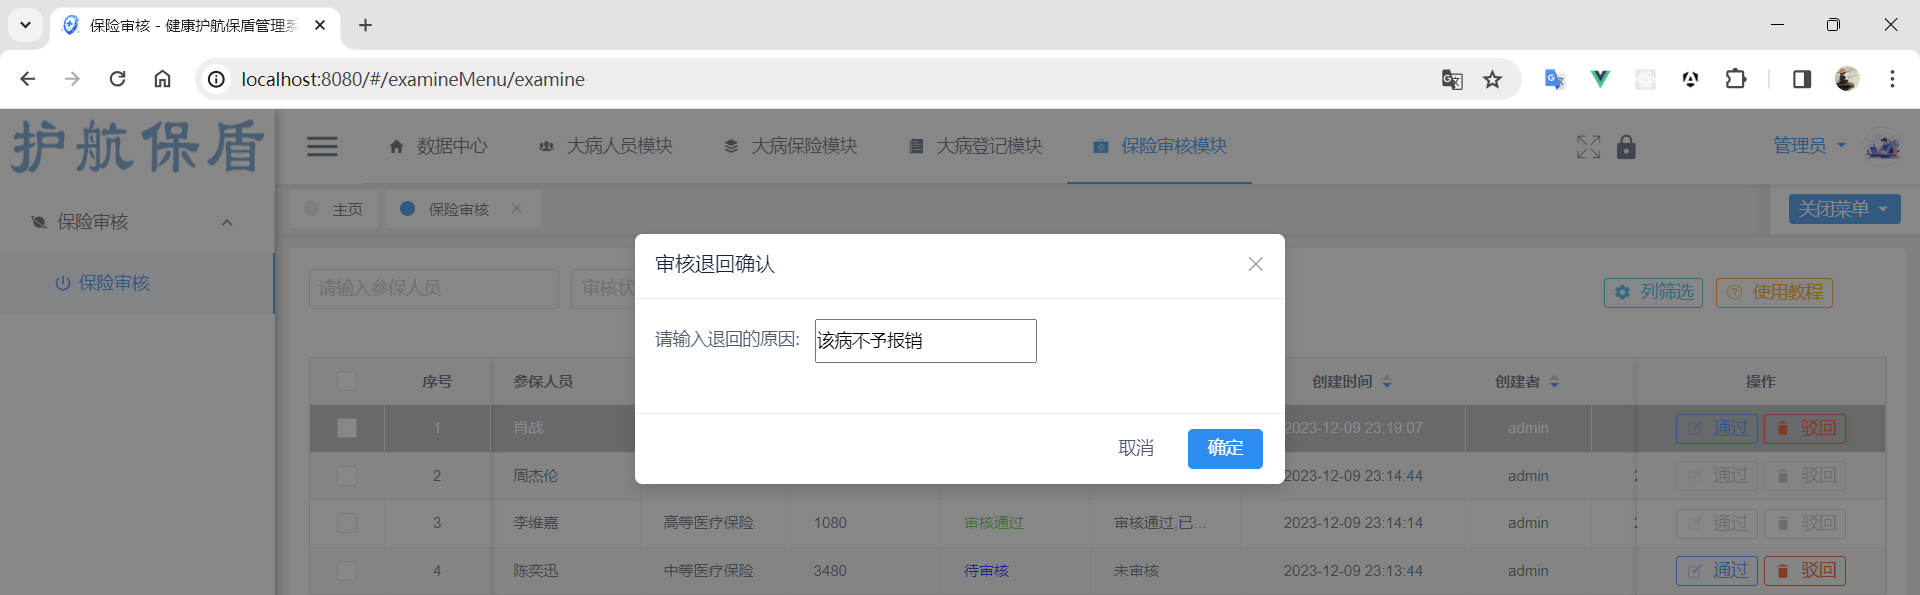 保险审核 - 健康护航保盾管理系
localhost:8080/#/examineMenu/examine
护航保盾
数据中心
大病人员模块
大病保险模块
大病登记模块
保险审核模块
管理员
保险审核
主页
保险审核
关闭菜单
保险审核
请输入参保人员
审核状
列筛选
使用教程
审核退回确认
请输入退回的原因:
该病不予报销
取消
确定
序号 参保人员 创建时间 创建者 操作
1 肖战 2023-12-09 23:19:07 admin 通过 驳回
2 周杰伦 2023-12-09 23:14:44 admin 通过 驳回
3 李维嘉 高等医疗保险 1080 审核通过 审核通过,已... 2023-12-09 23:14:14 admin 通过 驳回
4 陈奕迅 中等医疗保险 3480 待审核 未审核 2023-12-09 23:13:44 admin 通过 驳回